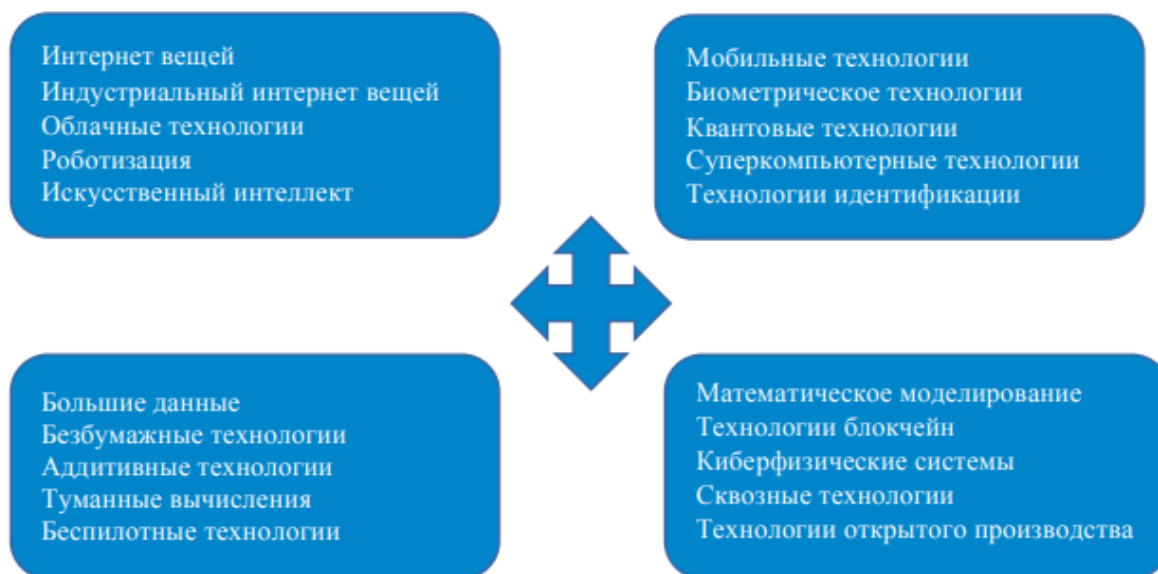 Интернет вещей
Индустриальный интернет вещей
Облачные технологии
Роботизация
Искусственный интеллект
Мобильные технологии
Биометрическое технологии
Квантовые технологии
Суперкомпьютерные технологии
Технологии идентификации
Большие данные
Безбумажные технологии
Аддитивные технологии
Туманные вычисления
Беспилотные технологии
Математическое моделирование
Технологии блокчейн
Киберфизические системы
Сквозные технологии
Технологии открытого производства